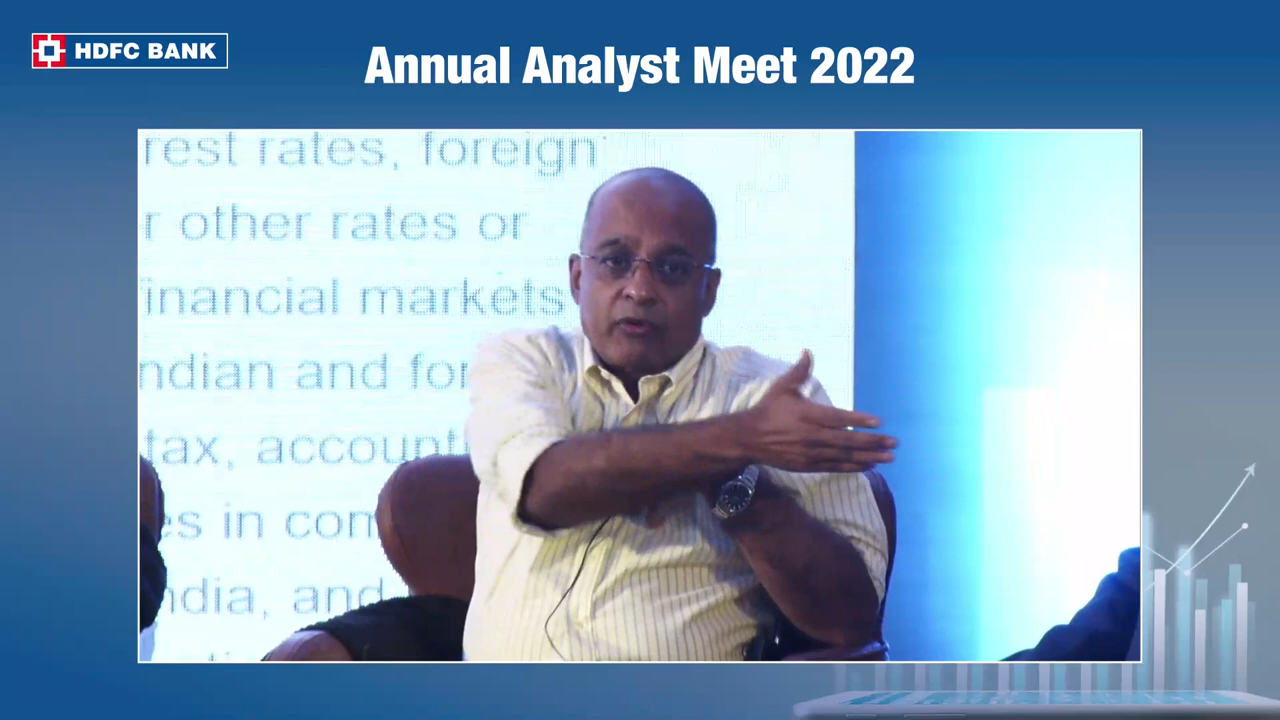 HDFC BANK
Annual Analyst Meet 2022
rest rates, foreign
r other rates or
inancial markets
ndian and for
tax, account
es in com
ndia, and